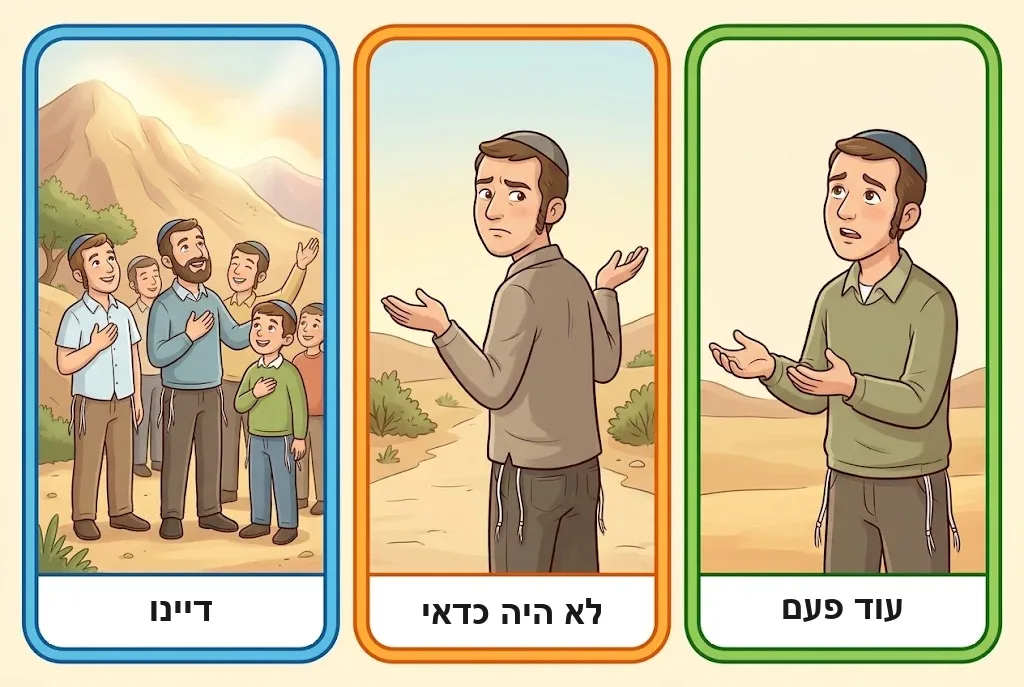 עוד פעם
לא היה כדאי
דיינו